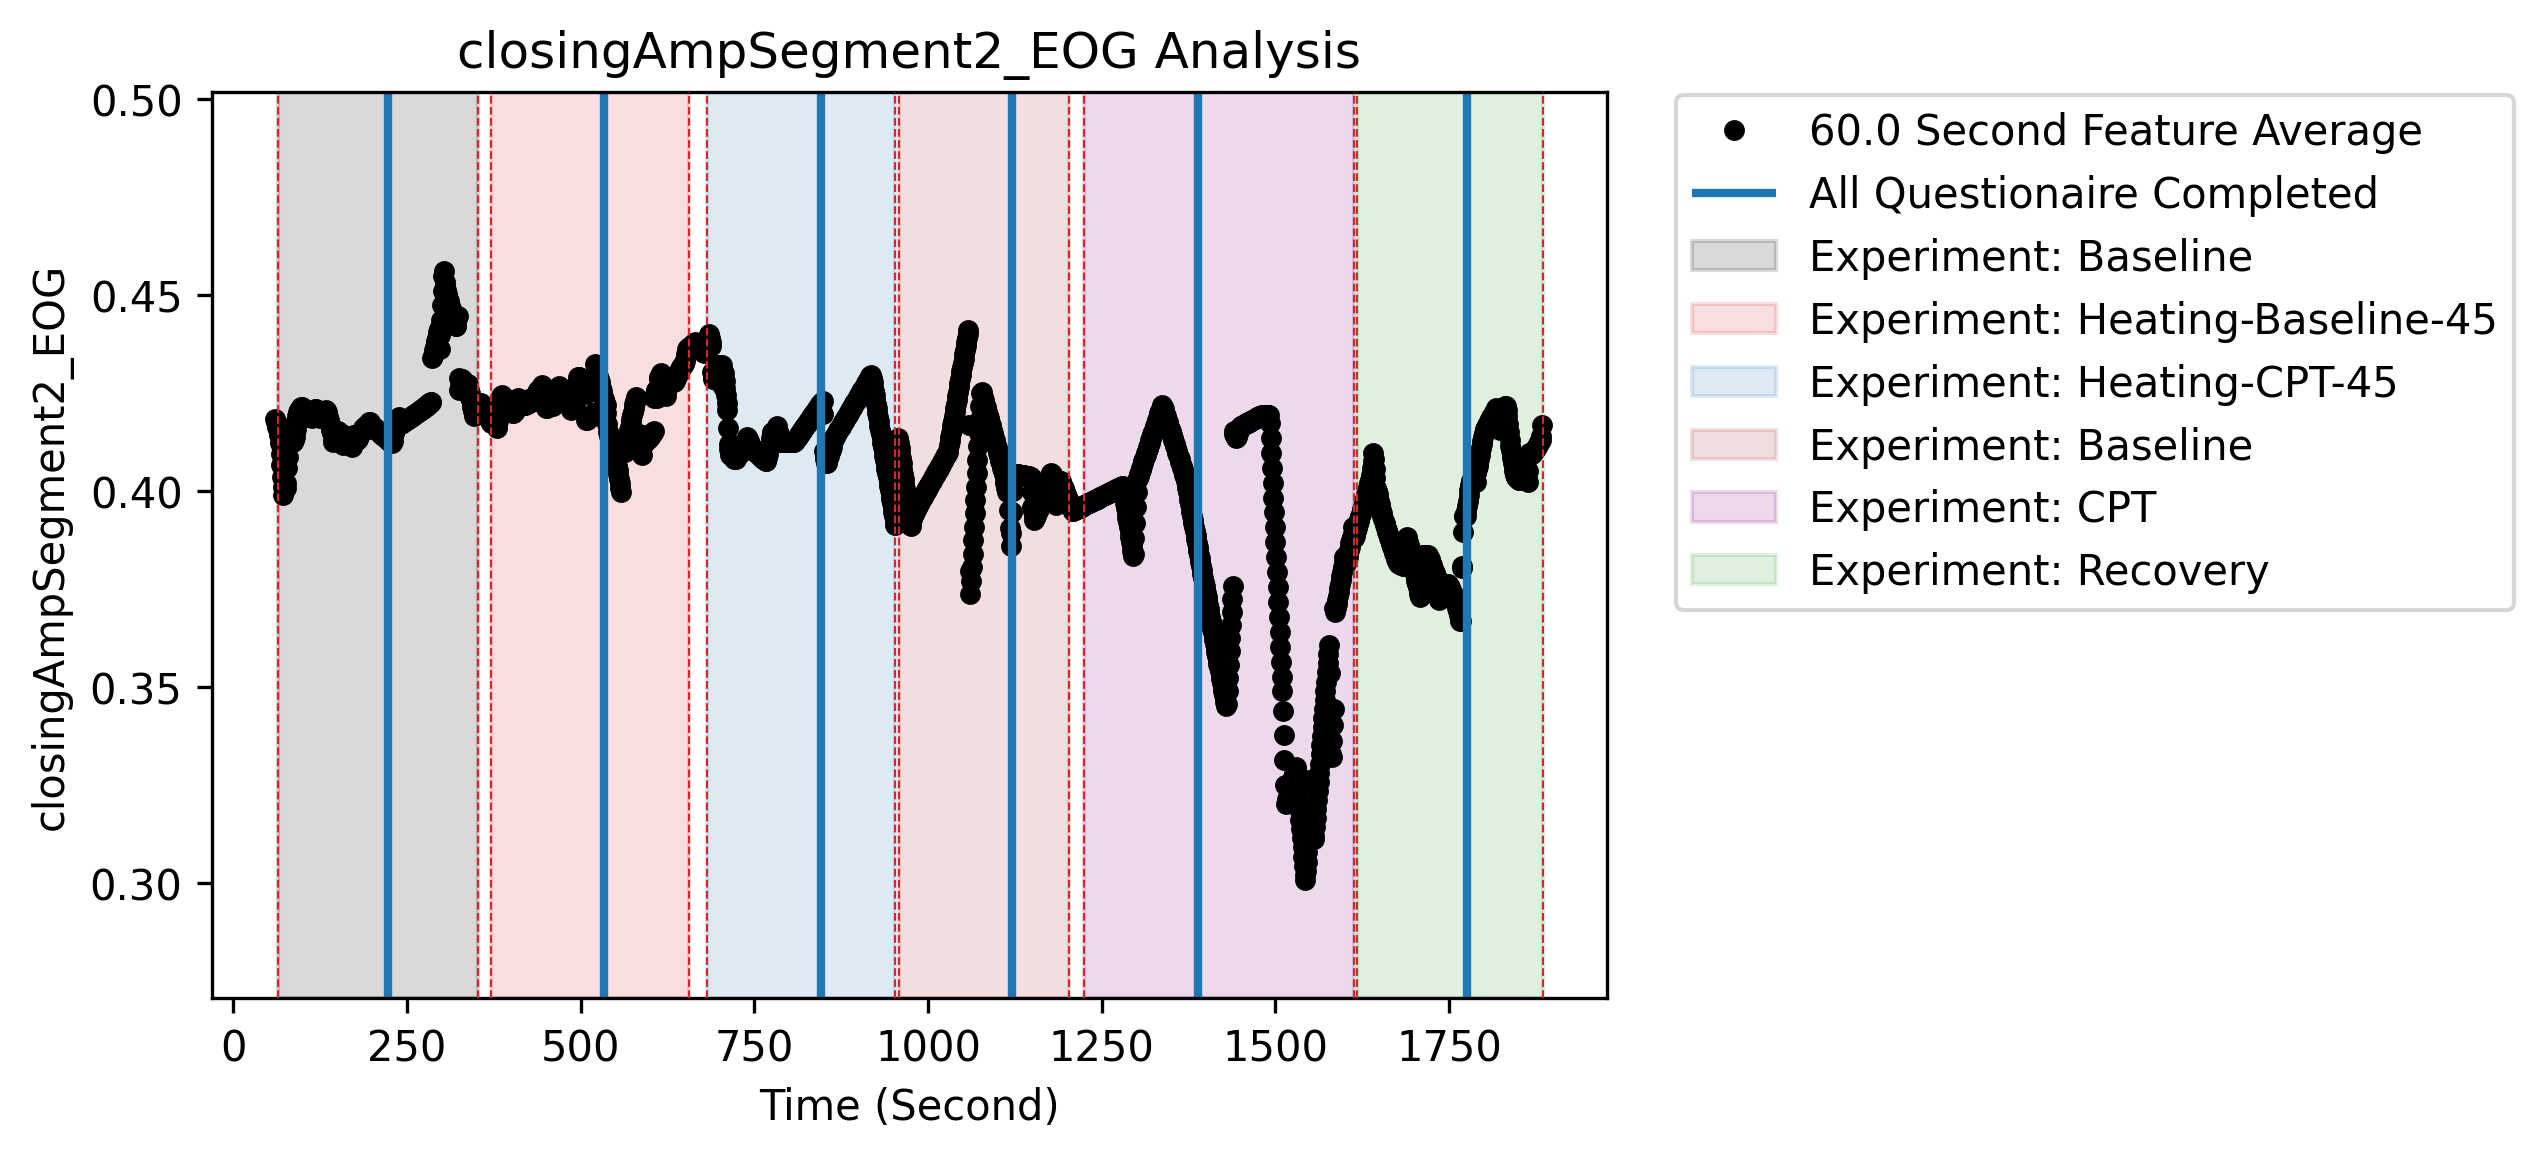 closingAmpSegment2_EOG Analysis
closingAmpSegment2_EOG
0.50
0.45
0.40
0.35
0.30
0 250 500 750 1000 1250 1500 1750
Time (Second)
60.0 Second Feature Average
All Questionaire Completed
Experiment: Baseline
Experiment: Heating-Baseline-45
Experiment: Heating-CPT-45
Experiment: Baseline
Experiment: CPT
Experiment: Recovery